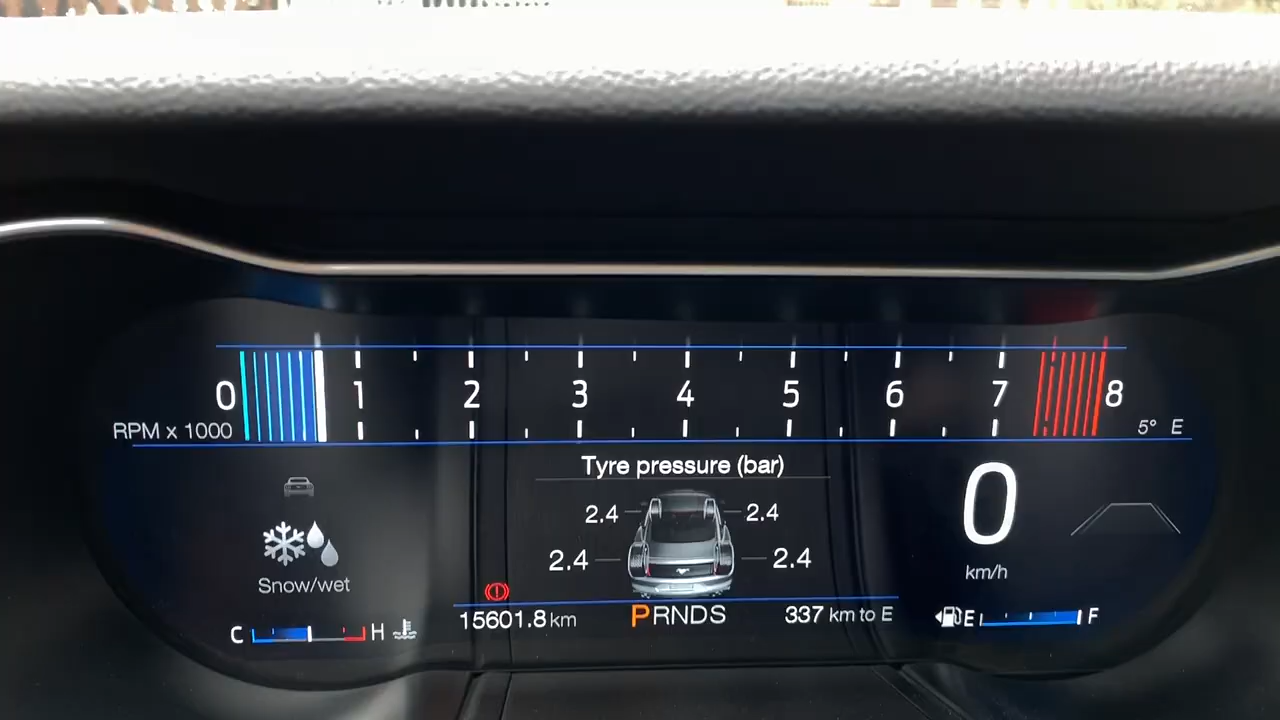 0 1 2 3 4 5 6 7 8
RPM x 1000
5° E
Tyre pressure (bar)
2.4 2.4
2.4 2.4
Snow/wet
0
km/h
C H
15601.8 km
PRNDS
337 km to E
E F